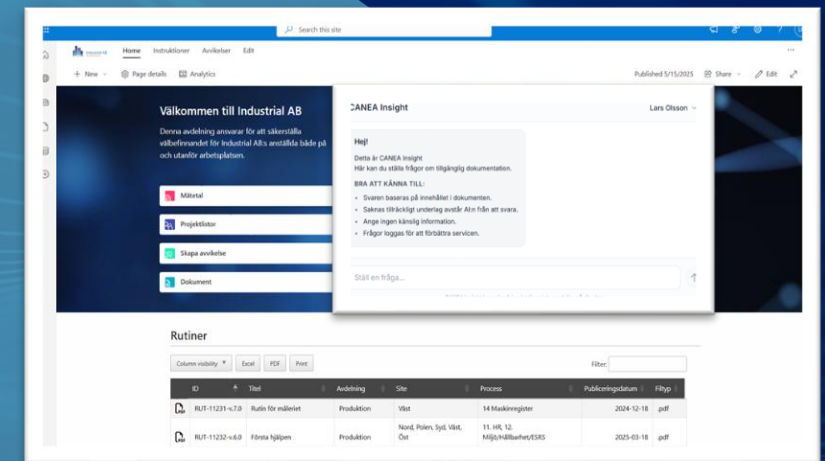 Search this site
Industrial AB
Home Instruktioner Avvikelser Edit
+ New Page details Analytics
Published 5/15/2025 Share Edit
Välkommen till Industrial AB
Denna avdelning ansvarar för att säkerställa
välbefinnandet för Industrial AB:s anställda både på
och utanför arbetsplatsen.
Mätetal
Projektlistor
Skapa avvikelse
Dokument
CANEA Insight
Lars Olsson
Hej!
Detta är CANEA Insight
Här kan du ställa frågor om tillgänglig dokumentation.
BRA ATT KÄNNA TILL:
• Svaren baseras på innehållet i dokumenten.
• Saknas tillräckligt underlag avstår AI:n från att svara.
• Ange ingen känslig information.
• Frågor loggas för att förbättra servicen.
Ställ en fråga...
Rutiner
Column visibility Excel PDF Print
Filter:
ID Titel Avdelning Site Process Publiceringsdatum Filtyp
RUT-11231-v.7.0 Rutin för måleriet Produktion Väst 14 Maskinregister 2024-12-18 .pdf
RUT-11232-v.6.0 Första hjälpen Produktion Nord, Polen, Syd, Väst, Öst 11. HR, 12. Miljö/Hållbarhet/ESRS 2025-03-18 .pdf